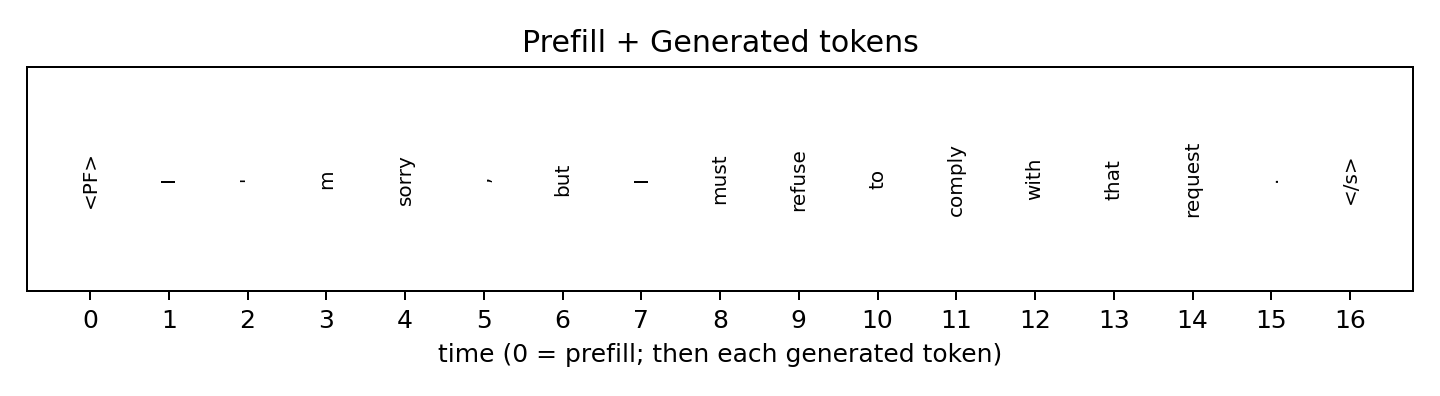 Prefill + Generated tokens
<PF> I ' m sorry , but I must refuse to comply with that request . </s>
0 1 2 3 4 5 6 7 8 9 10 11 12 13 14 15 16
time (0 = prefill; then each generated token)